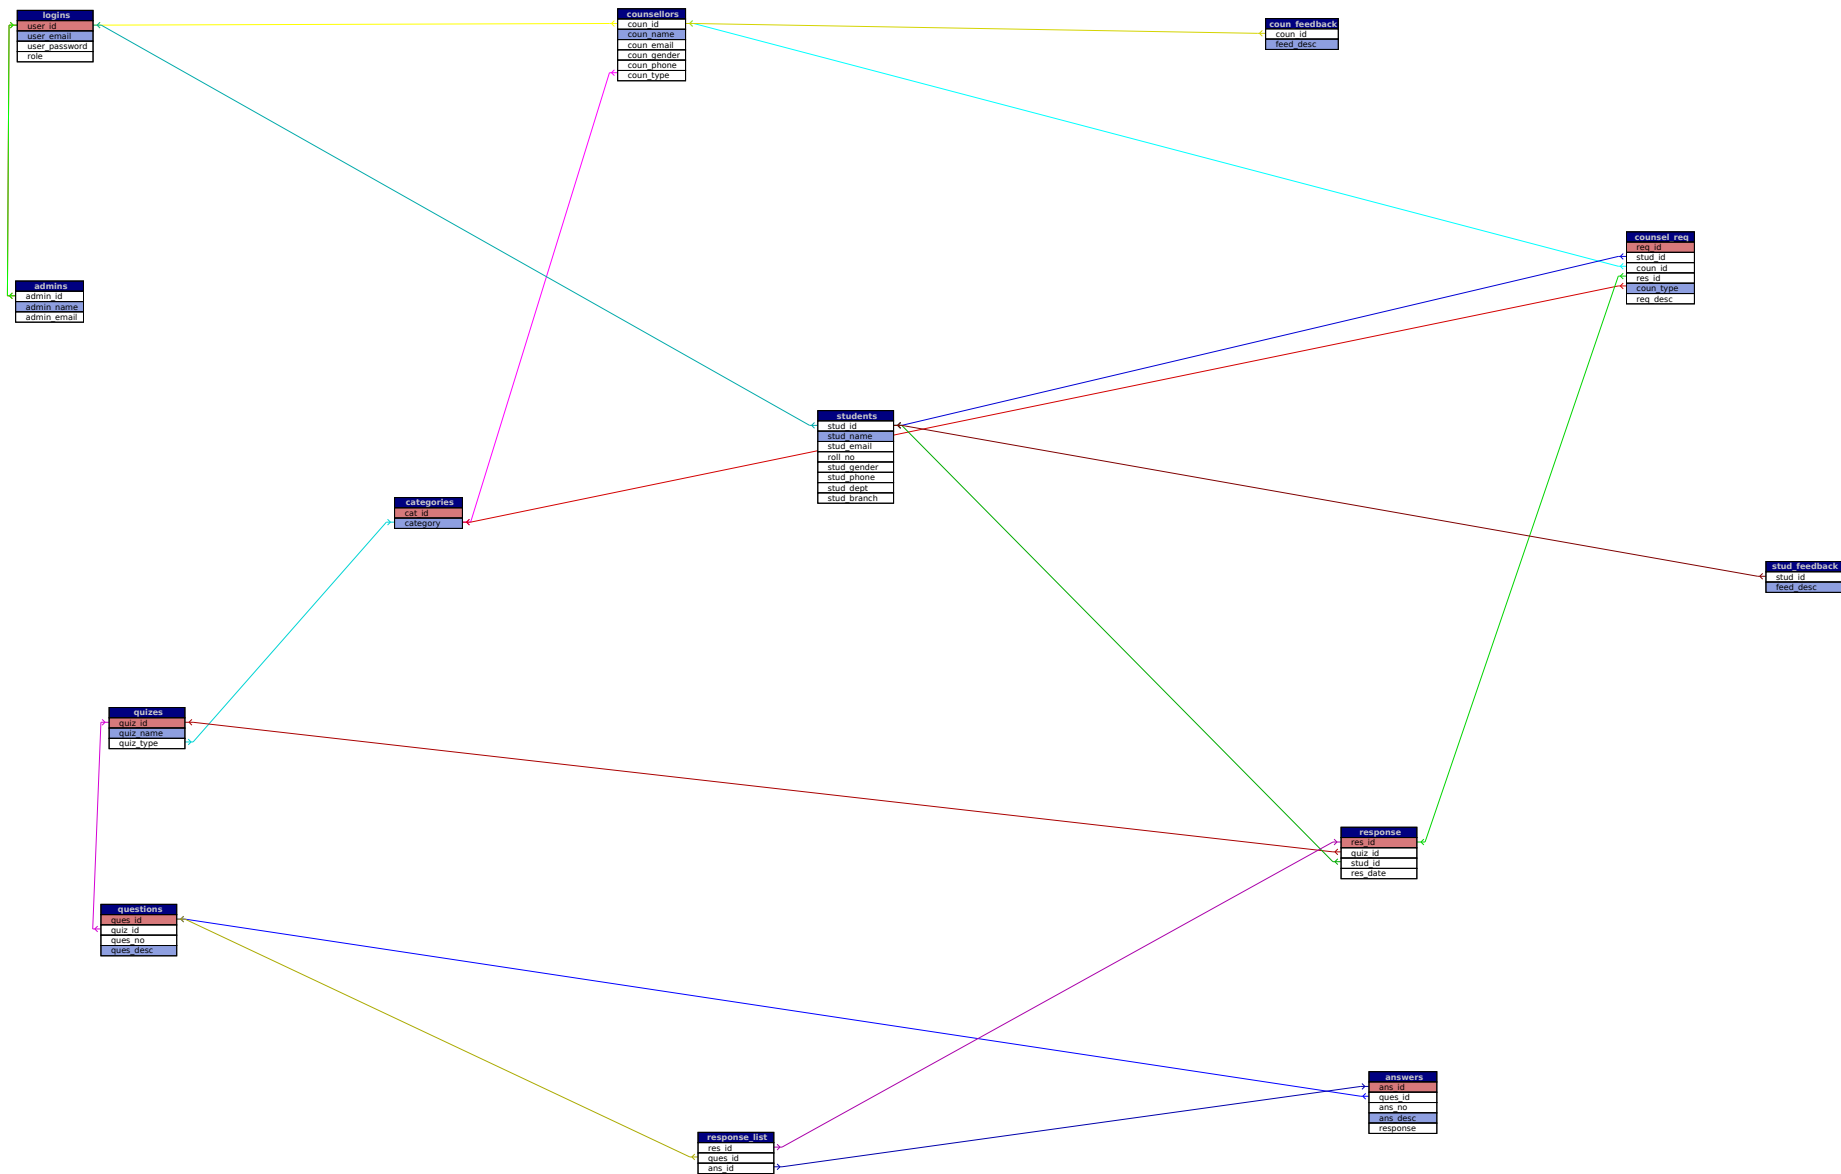 logins
user_id
user_email
user_password
role
counsellors
coun_id
coun_name
coun_email
coun_gender
coun_phone
coun_type
coun_feedback
coun_id
feed_desc
counsel_req
req_id
stud_id
coun_id
res_id
coun_type
req_desc
admins
admin_id
admin_name
admin_email
students
stud_id
stud_name
stud_email
roll_no
stud_gender
stud_phone
stud_dept
stud_branch
categories
cat_id
category
stud_feedback
stud_id
feed_desc
quizes
quiz_id
quiz_name
quiz_type
response
res_id
quiz_id
stud_id
res_date
questions
ques_id
quiz_id
ques_no
ques_desc
answers
ans_id
ques_id
ans_no
ans_desc
response
response_list
res_id
ques_id
ans_id